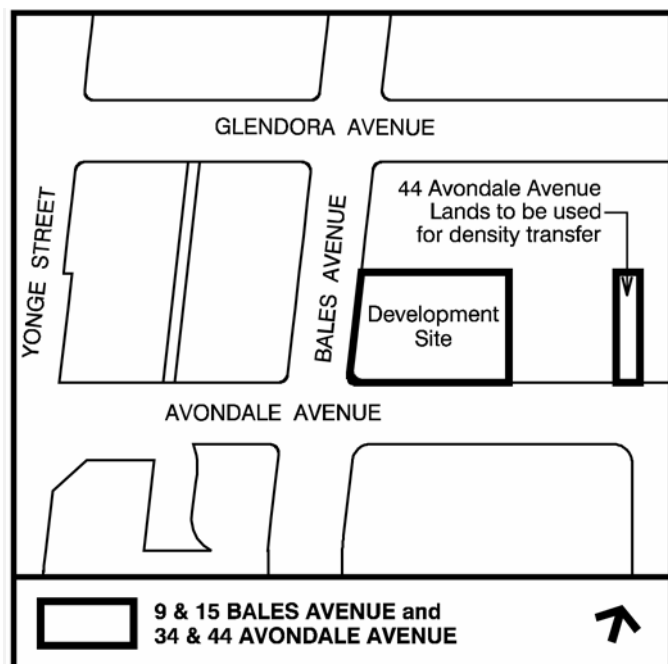 GLENDORA AVENUE
YONGE STREET
BALES AVENUE
44 Avondale Avenue
Lands to be used
for density transfer
Development
Site
AVONDALE AVENUE
9 & 15 BALES AVENUE and
34 & 44 AVONDALE AVENUE